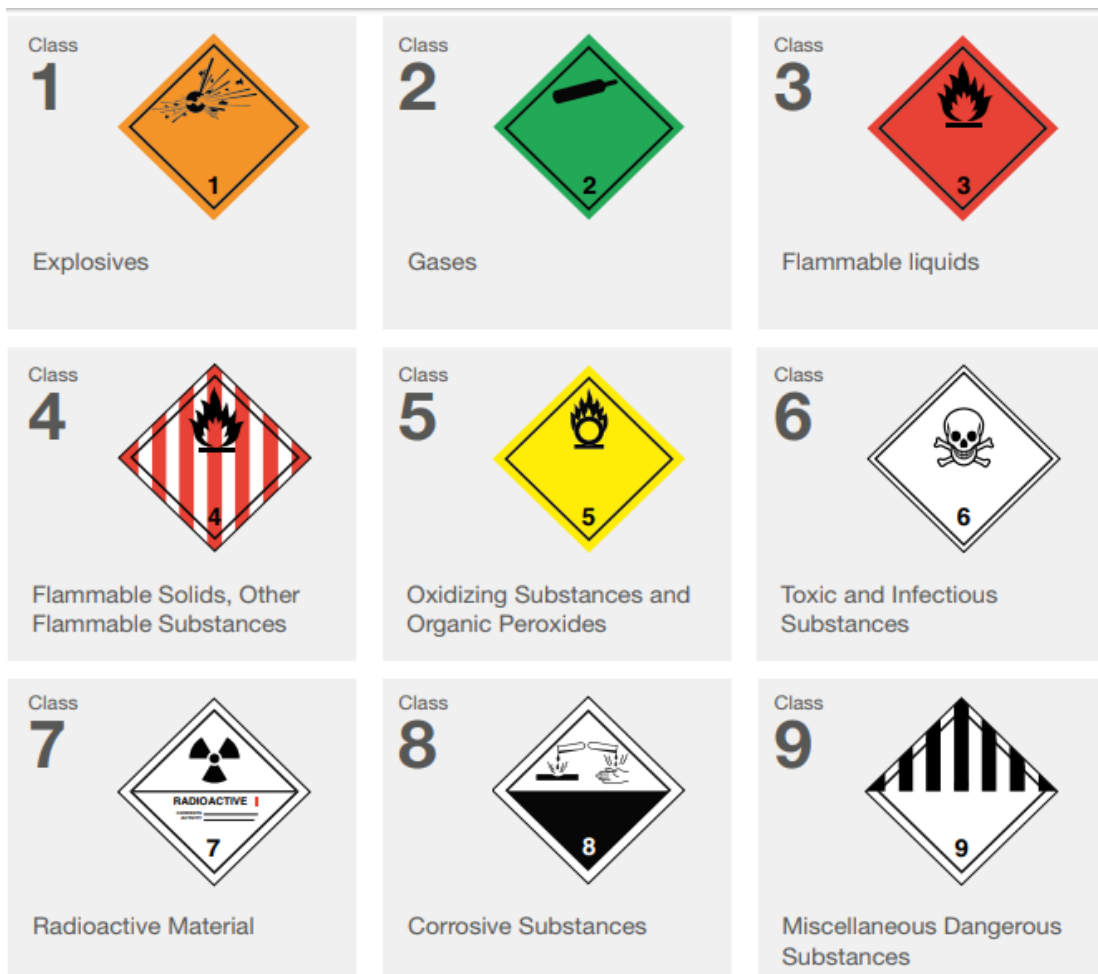 Class
1
1
Explosives
Class
2
2
Gases
Class
3
3
Flammable liquids
Class
4
4
Flammable Solids, Other
Flammable Substances
Class
5
5
Oxidizing Substances and
Organic Peroxides
Class
6
6
Toxic and Infectious
Substances
Class
7
RADIOACTIVE I
7
Radioactive Material
Class
8
8
Corrosive Substances
Class
9
9
Miscellaneous Dangerous
Substances